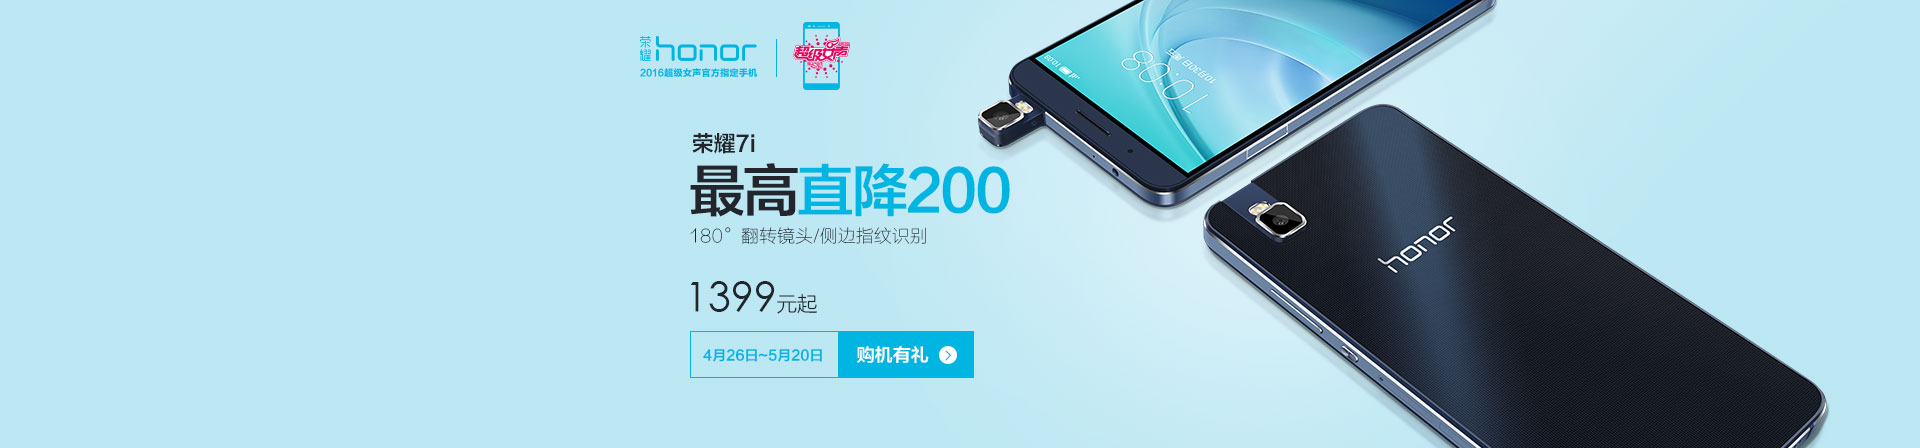 荣耀 honor
2016超级女声官方指定手机
超级女声
荣耀7i
最高直降200
180°翻转镜头/侧边指纹识别
1399元起
4月26日~5月20日
购机有礼
10:08
10:08
honor